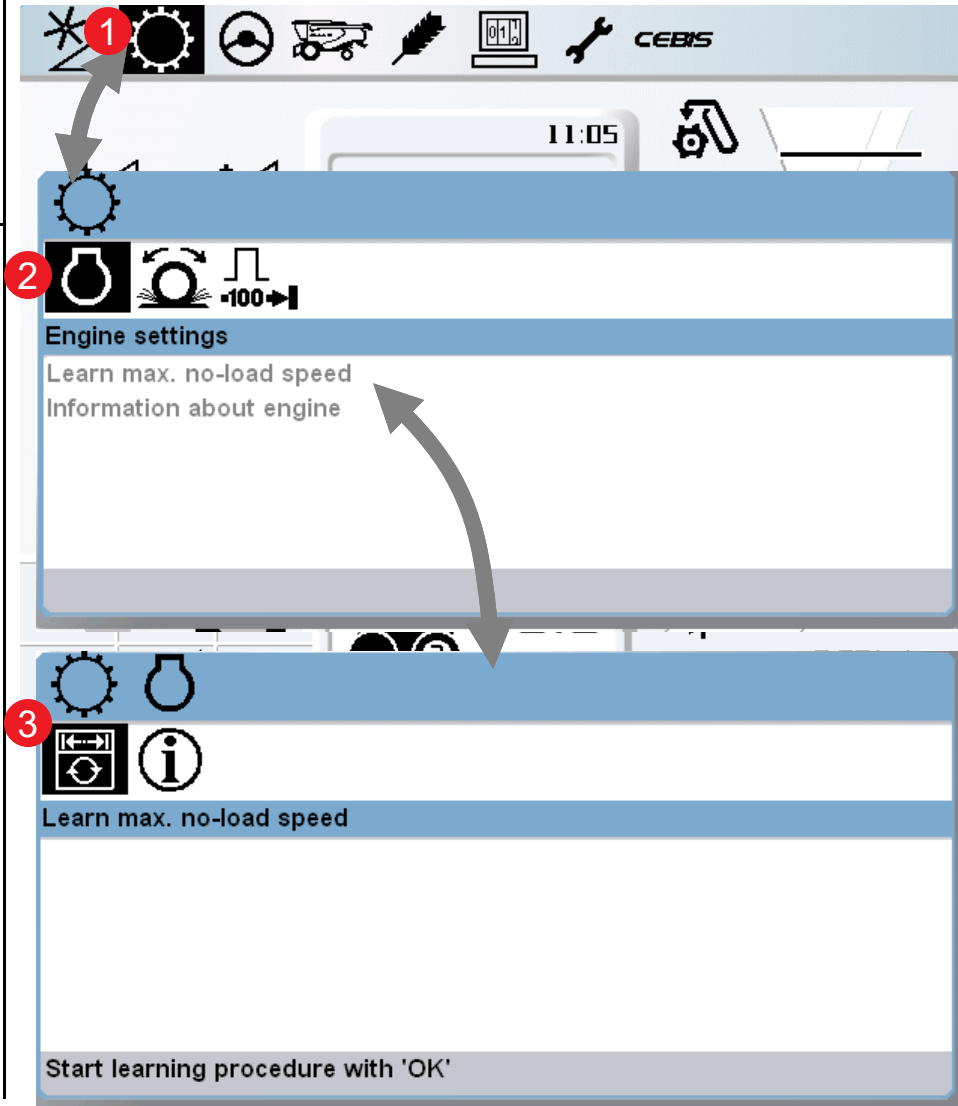 1
01
CEBIS
11:05
2
-100
Engine settings
Learn max. no-load speed
Information about engine
3
i
Learn max. no-load speed
Start learning procedure with 'OK'